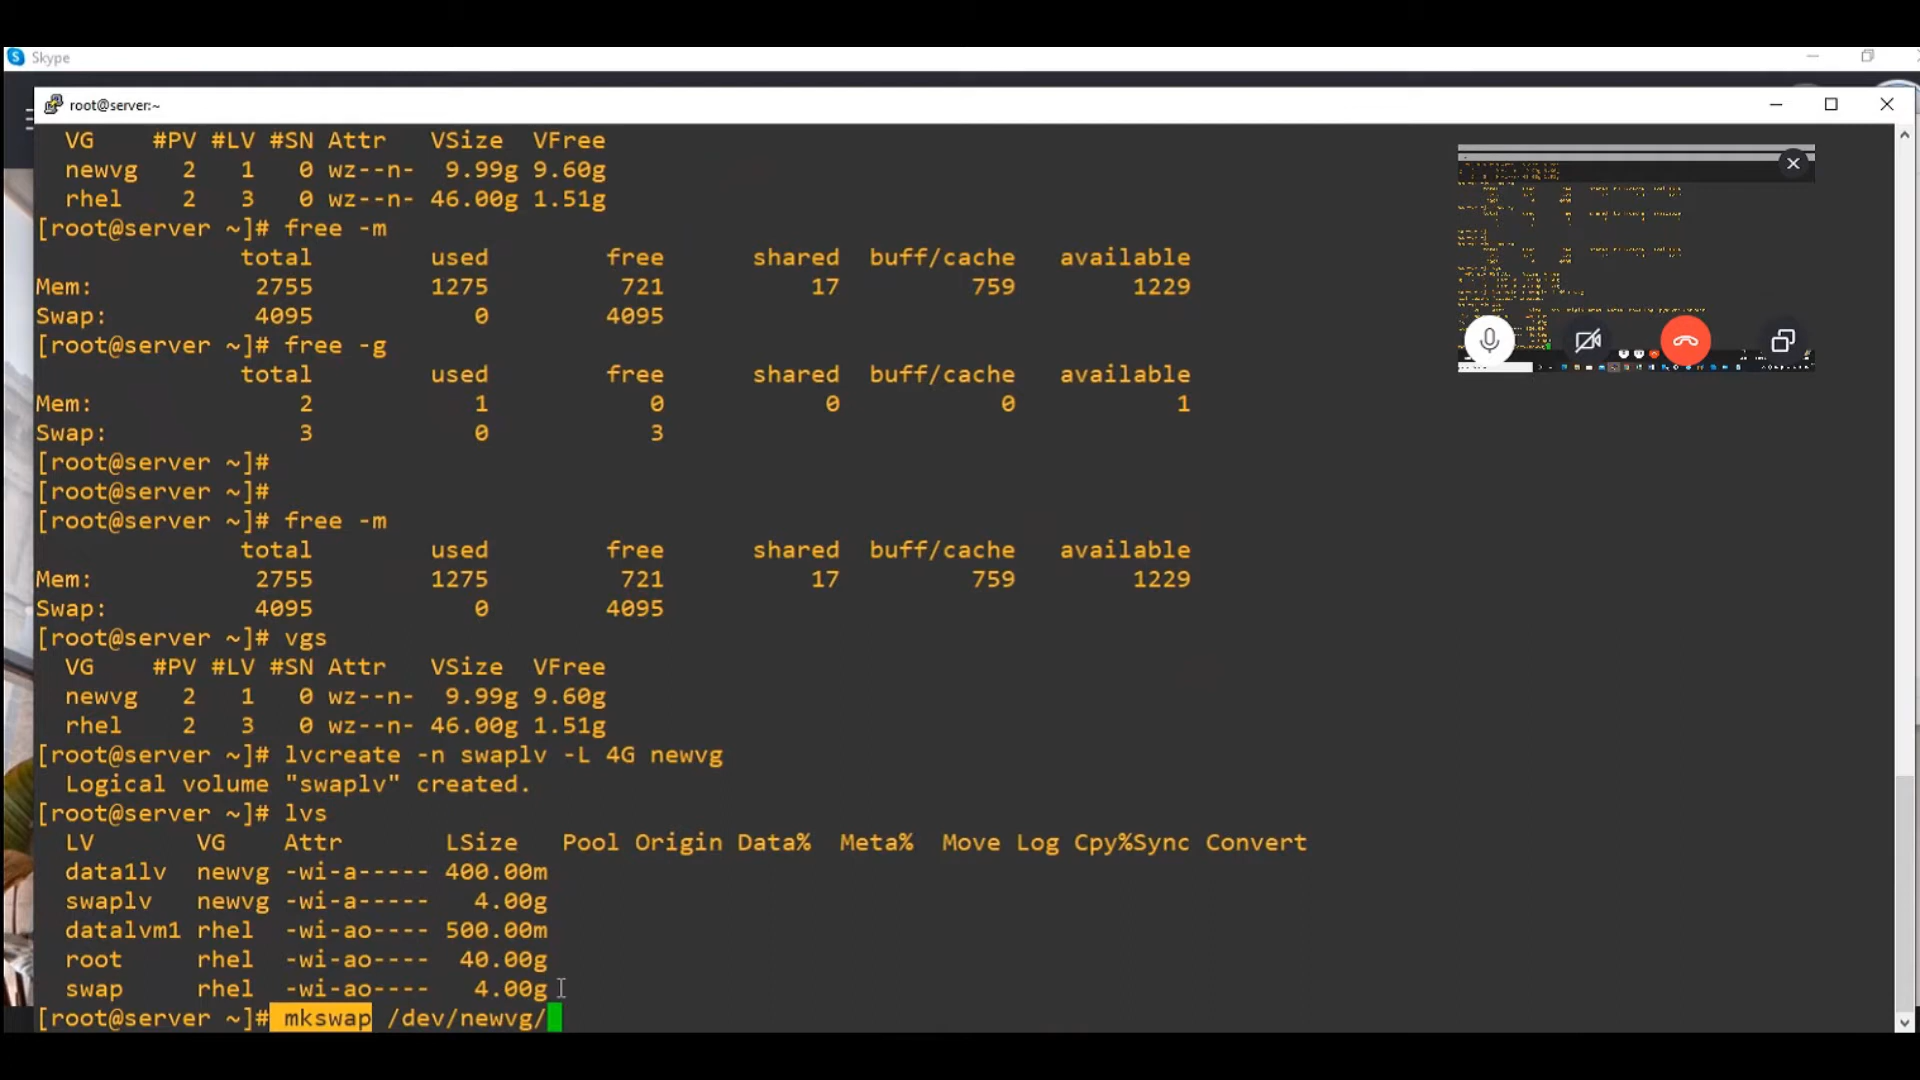 Skype
root@server:~
VG #PV #LV #SN Attr VSize VFree
newvg 2 1 0 wz--n- 9.99g 9.60g
rhel 2 3 0 wz--n- 46.00g 1.51g
[root@server ~]# free -m
total used free shared buff/cache available
Mem: 2755 1275 721 17 759 1229
Swap: 4095 0 4095
[root@server ~]# free -g
total used free shared buff/cache available
Mem: 2 1 0 0 0 1
Swap: 3 0 3
[root@server ~]#
[root@server ~]#
[root@server ~]# free -m
total used free shared buff/cache available
Mem: 2755 1275 721 17 759 1229
Swap: 4095 0 4095
[root@server ~]# vgs
VG #PV #LV #SN Attr VSize VFree
newvg 2 1 0 wz--n- 9.99g 9.60g
rhel 2 3 0 wz--n- 46.00g 1.51g
[root@server ~]# lvcreate -n swaplv -L 4G newvg
Logical volume "swaplv" created.
[root@server ~]# lvs
LV VG Attr LSize Pool Origin Data% Meta% Move Log Cpy%Sync Convert
data1lv newvg -wi-a----- 400.00m
swaplv newvg -wi-a----- 4.00g
datalvm1 rhel -wi-ao---- 500.00m
root rhel -wi-ao---- 40.00g
swap rhel -wi-ao---- 4.00g
[root@server ~]# mkswap /dev/newvg/